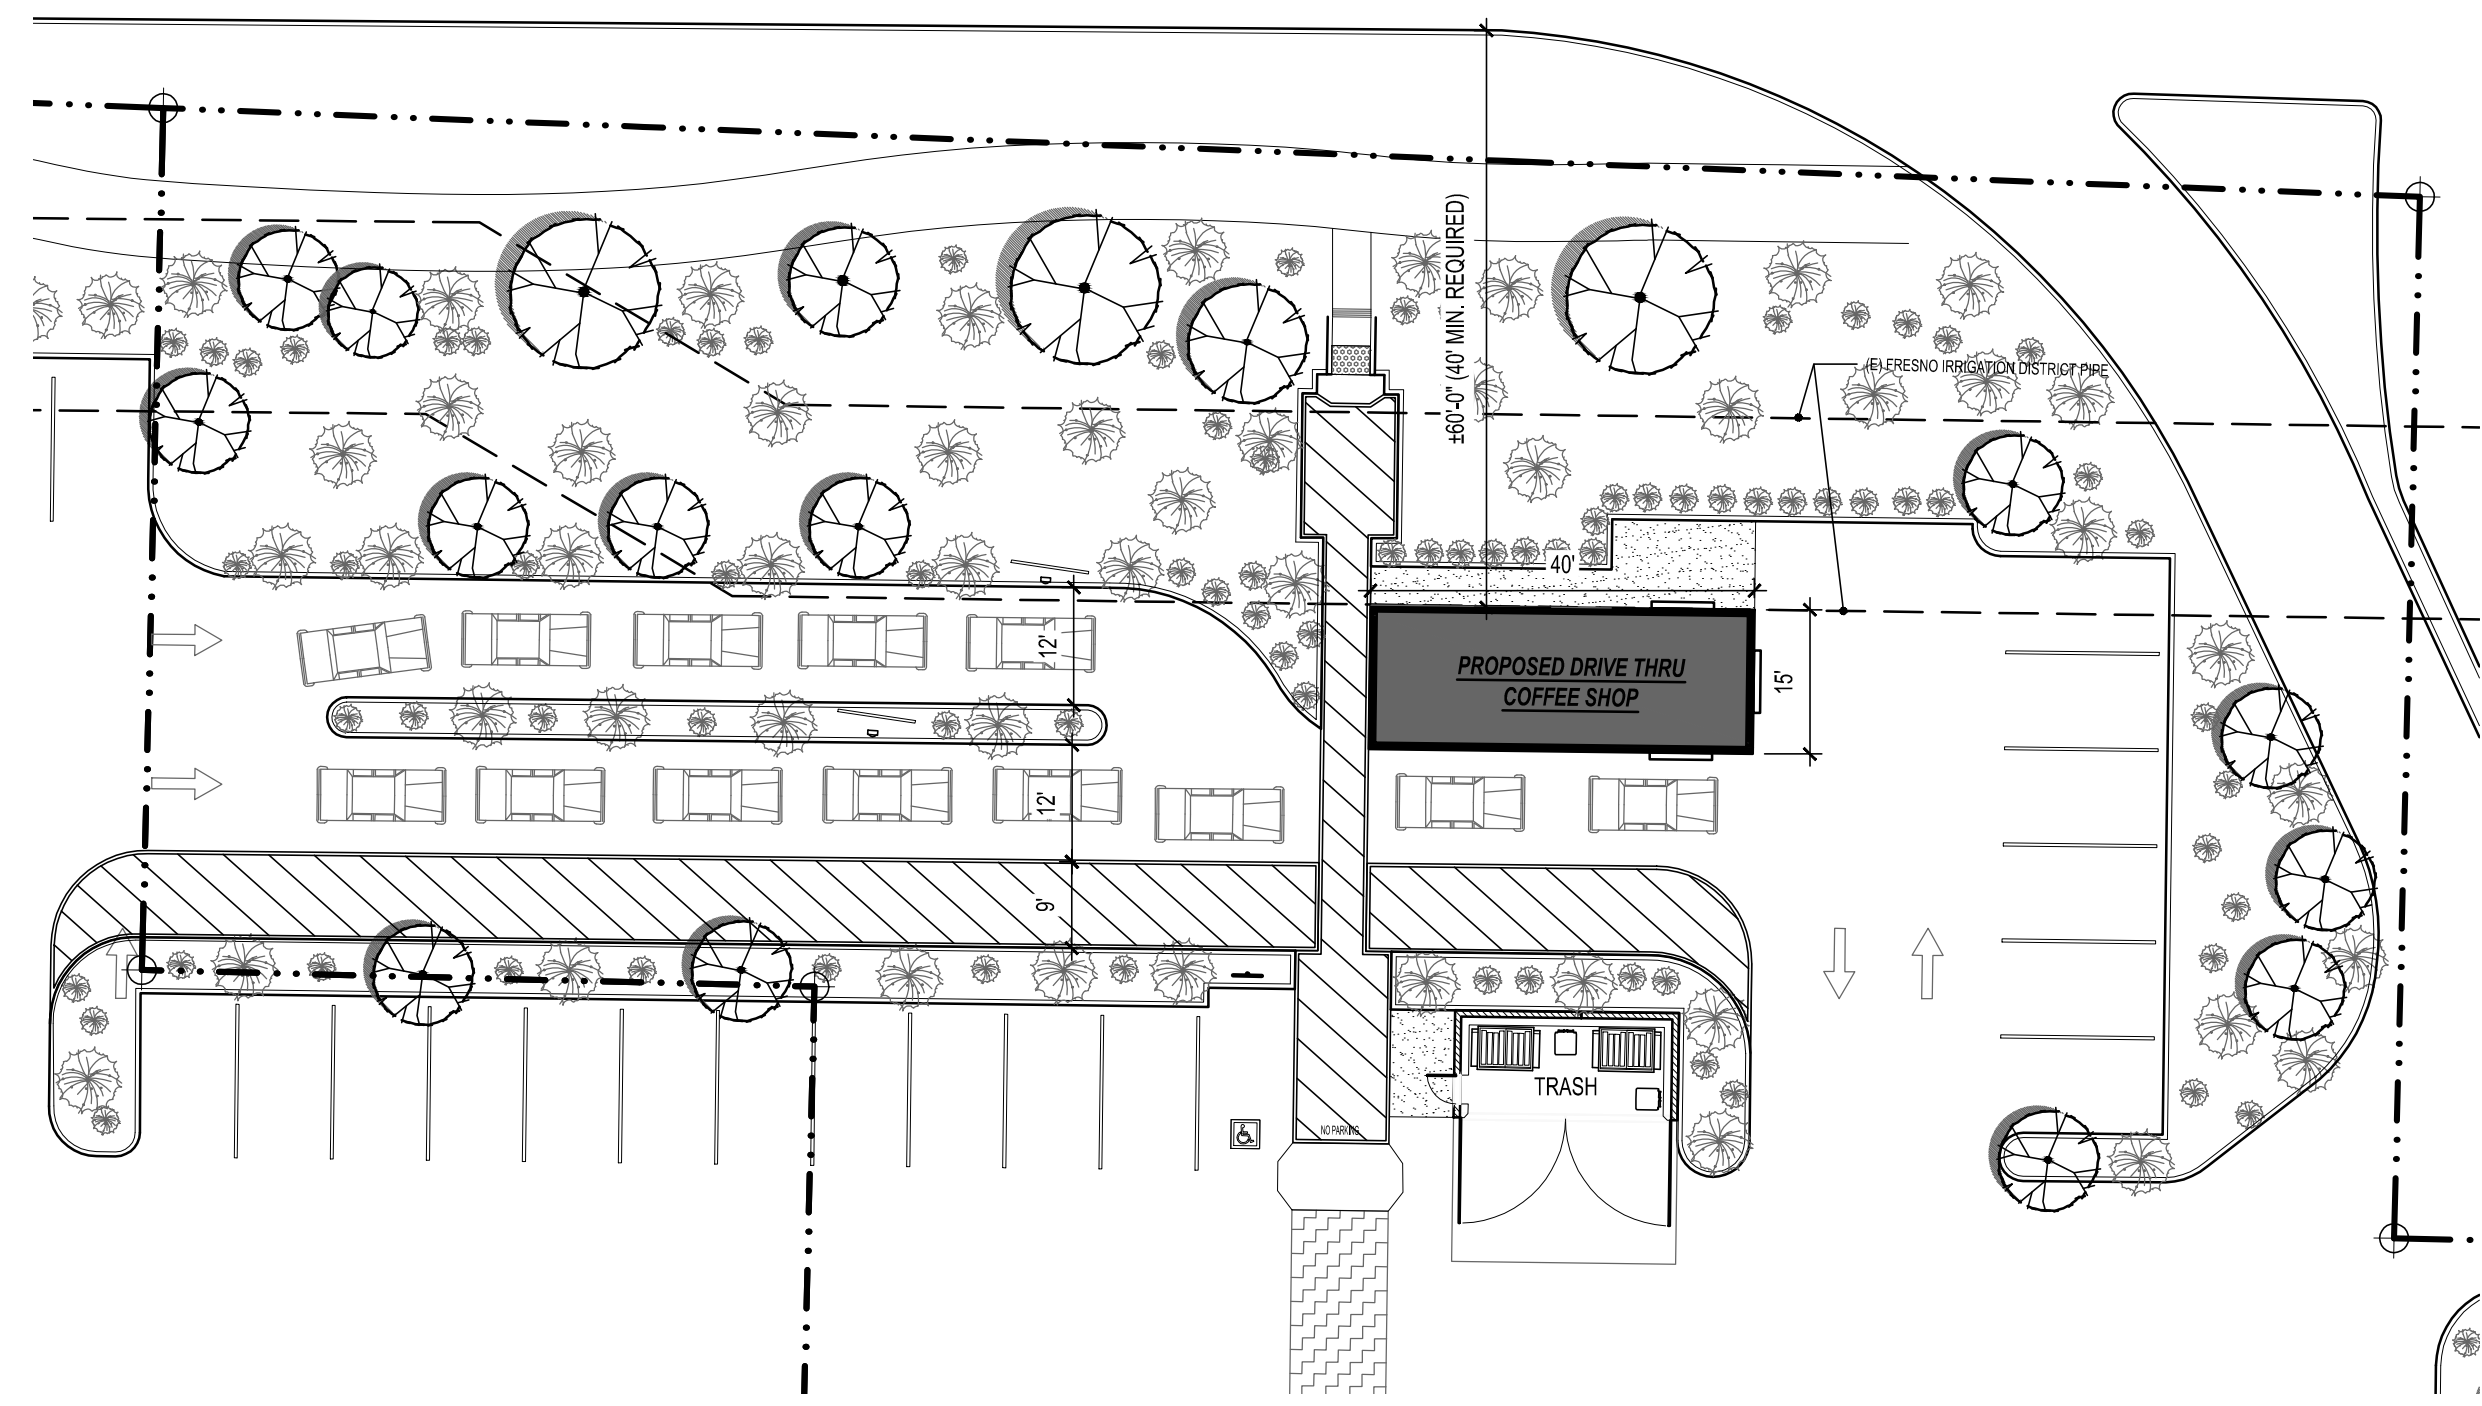 ±60'-0" (40' MIN. REQUIRED)
(E) FRESNO IRRIGATION DISTRICT PIPE
40'
12'
PROPOSED DRIVE THRU
COFFEE SHOP
15'
12'
9'
TRASH
NO PARKING